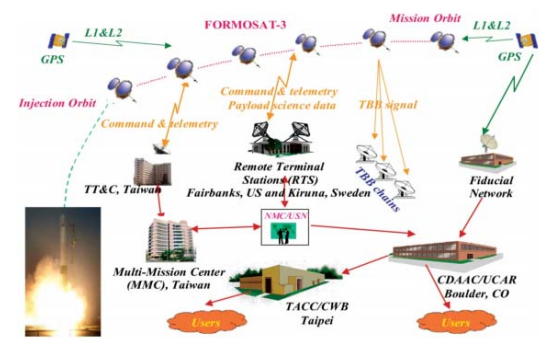 FORMOSAT-3
Mission Orbit
L1&L2
L1&L2
GPS
GPS
Injection Orbit
Command & telemetry
Command & telemetry
Payload science data
TBB signal
TT&C, Taiwan
Remote Terminal
Stations (RTS)
Fairbanks, US and Kiruna, Sweden
TBB chains
Fiducial
Network
NMC/USN
Multi-Mission Center
(MMC), Taiwan
TACC/CWB
Taipei
CDAAC/UCAR
Boulder, CO
Users
Users